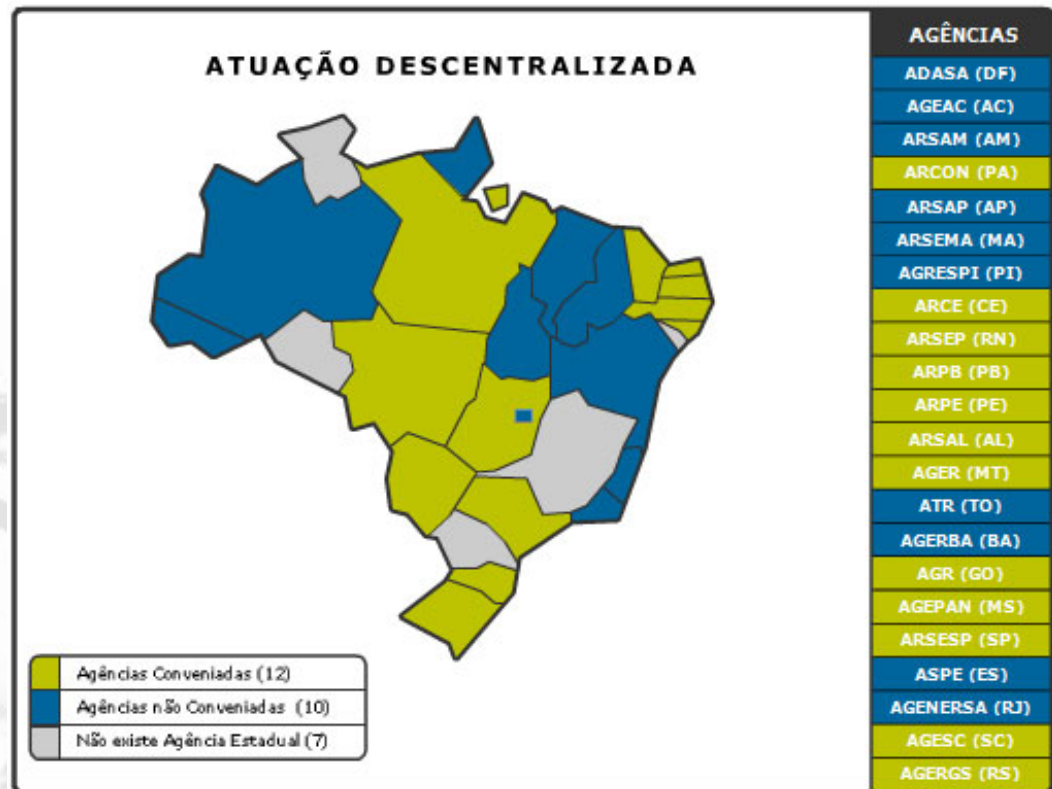 ATUAÇÃO DESCENTRALIZADA
Agências Conveniadas (12)
Agências não Conveniadas (10)
Não existe Agência Estadual (7)
AGÊNCIAS
ADASA (DF)
AGEAC (AC)
ARSAM (AM)
ARCON (PA)
ARSAP (AP)
ARSEMA (MA)
AGRESPI (PI)
ARCE (CE)
ARSEP (RN)
ARPB (PB)
ARPE (PE)
ARSAL (AL)
AGER (MT)
ATR (TO)
AGERBA (BA)
AGR (GO)
AGEPAN (MS)
ARSESP (SP)
ASPE (ES)
AGENERSA (RJ)
AGESC (SC)
AGERGS (RS)